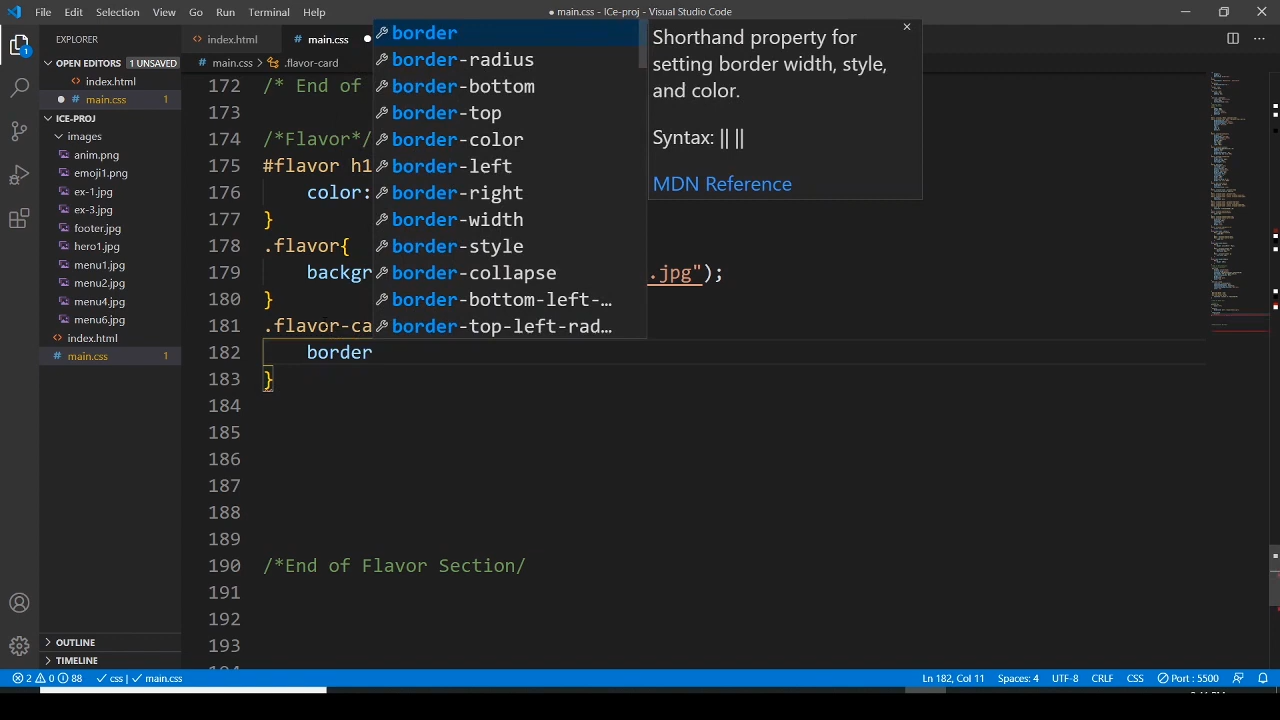 File Edit Selection View Go Run Terminal Help
main.css - ICe-proj - Visual Studio Code
EXPLORER
OPEN EDITORS 1 UNSAVED
index.html
main.css 1
ICE-PROJ
images
anim.png
emoji1.png
ex-1.jpg
ex-3.jpg
footer.jpg
hero1.jpg
menu1.jpg
menu2.jpg
menu4.jpg
menu6.jpg
index.html
main.css 1
OUTLINE
TIMELINE
index.html
main.css
main.css > .flavor-card
172 /* End of
173
174 /*Flavor*/
175 #flavor h1
176 color:
177 }
178 .flavor{
179 backgr .jpg");
180 }
181 .flavor-ca
182 border
183 }
184
185
186
187
188
189
190 /*End of Flavor Section/
191
192
193
border
border-radius
border-bottom
border-top
border-color
border-left
border-right
border-width
border-style
border-collapse
border-bottom-left-...
border-top-left-rad...
Shorthand property for
setting border width, style,
and color.
Syntax: || ||
MDN Reference
2 0 88 css | main.css Ln 182, Col 11 Spaces: 4 UTF-8 CRLF CSS Port : 5500